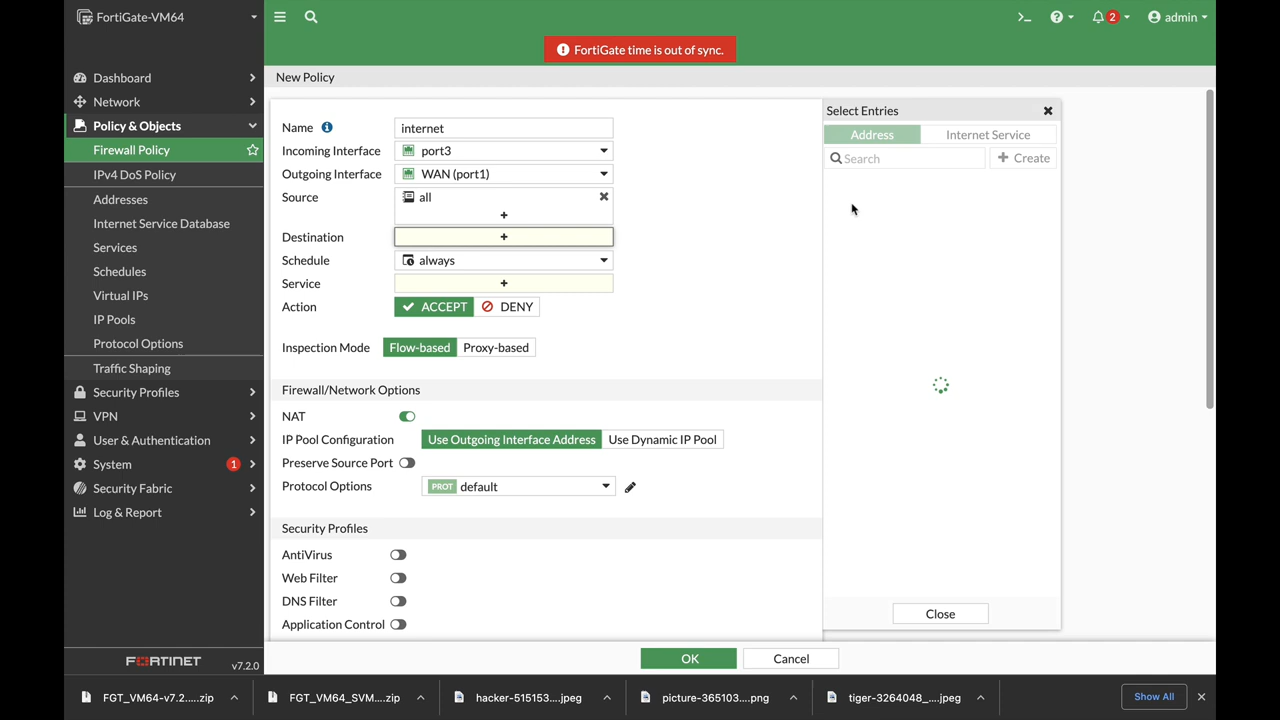 FortiGate-VM64
2
admin
FortiGate time is out of sync.
Dashboard
Network
Policy & Objects
Firewall Policy
IPv4 DoS Policy
Addresses
Internet Service Database
Services
Schedules
Virtual IPs
IP Pools
Protocol Options
Traffic Shaping
Security Profiles
VPN
User & Authentication
System 1
Security Fabric
Log & Report
FORTINET v7.2.0
New Policy
Name internet
Incoming Interface port3
Outgoing Interface WAN (port1)
Source all
+
Destination +
Schedule always
Service +
Action ACCEPT DENY
Inspection Mode Flow-based Proxy-based
Firewall/Network Options
NAT
IP Pool Configuration Use Outgoing Interface Address Use Dynamic IP Pool
Preserve Source Port
Protocol Options PROT default
Security Profiles
AntiVirus
Web Filter
DNS Filter
Application Control
Select Entries
Address Internet Service
Search + Create
Close
OK Cancel
FGT_VM64-v7.2.....zip FGT_VM64_SVM....zip hacker-515153....jpeg picture-365103....png tiger-3264048_....jpeg Show All